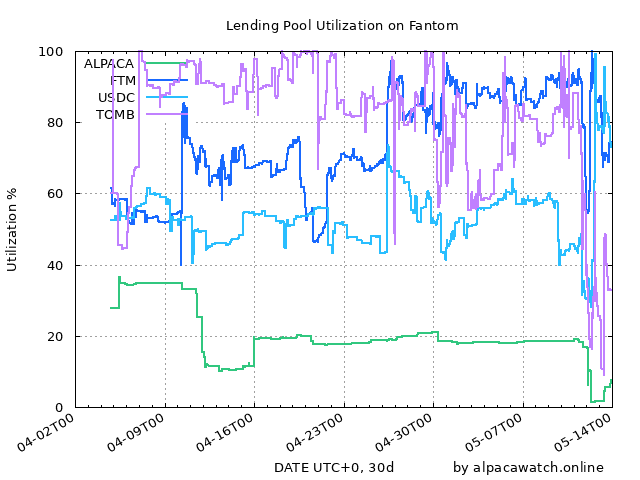 Lending Pool Utilization on Fantom
ALPACA
FTM
USDC
TOMB
Utilization %
100
80
60
40
20
0
04-02T00
04-09T00
04-16T00
04-23T00
04-30T00
05-07T00
05-14T00
DATE UTC+0, 30d
by alpacawatch.online